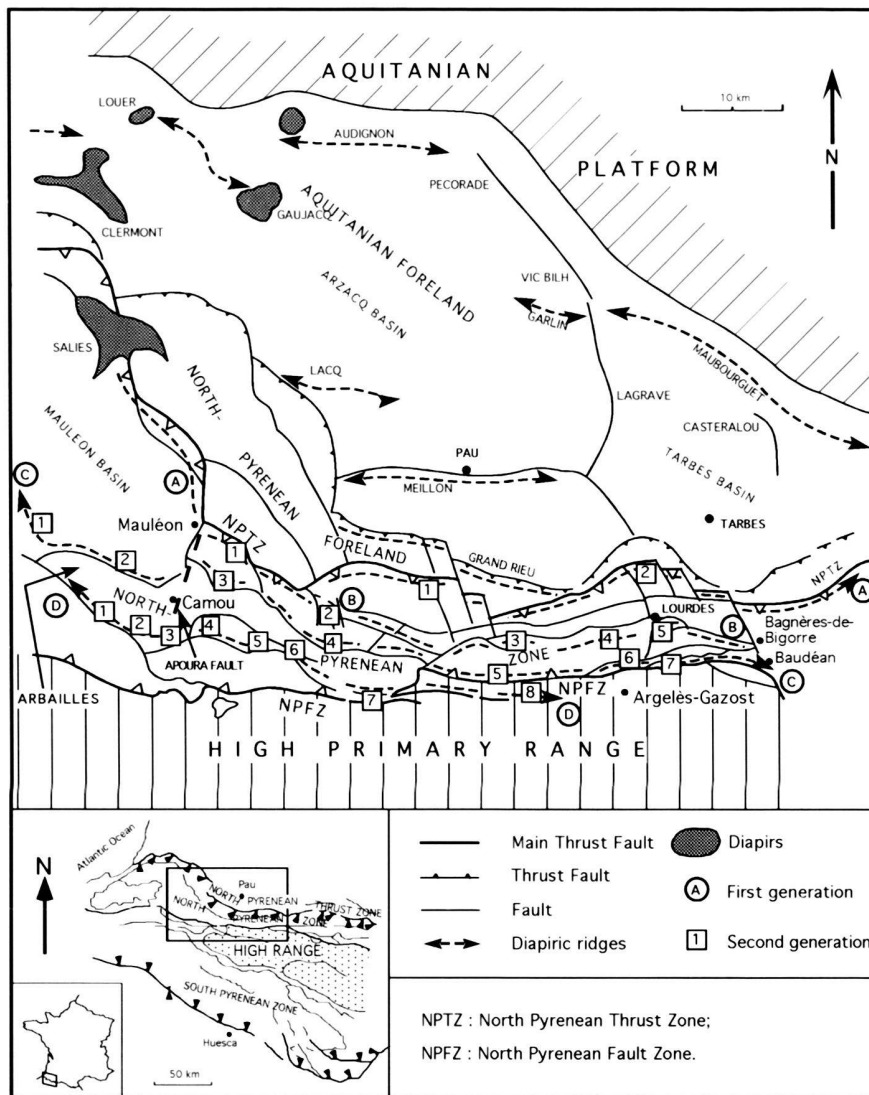 AQUITANIAN
PLATFORM
10 km
N
LOUER
AUDIGNON
PECORADE
CLERMONT
GAUJACQ
AQUITANIAN FORELAND
ARZACQ BASIN
VIC BILH
GARLIN
MAUBOURGUET
SALIES
LACQ
LAGRAVE
CASTERALOU
NORTH-
PYRENEAN
FORELAND
MAULEON BASIN
PAU
MEILLON
TARBES BASIN
TARBES
C
A
1
Mauléon
NPTZ
1
2
3
GRAND RIEU
1
2
NPTZ
A
D
NORTH-
Camou
B
2
LOURDES
B
Bagnères-de-
Bigorre
1
2
3
4
5
6
4
PYRENEAN
3
ZONE
4
5
Baudéan
APOURA FAULT
5
6
7
C
ARBAILLES
NPFZ
7
8
NPFZ
D
Argelès-Gazost
HIGH PRIMARY RANGE
N
Atlantic Ocean
Pau
NORTH PYRENEAN
THRUST ZONE
NORTH
PYRENEAN
ZONE
HIGH RANGE
SOUTH PYRENEAN ZONE
Huesca
50 km
Main Thrust Fault
Thrust Fault
Fault
Diapiric ridges
Diapirs
A First generation
1 Second generation
NPTZ : North Pyrenean Thrust Zone;
NPFZ : North Pyrenean Fault Zone.